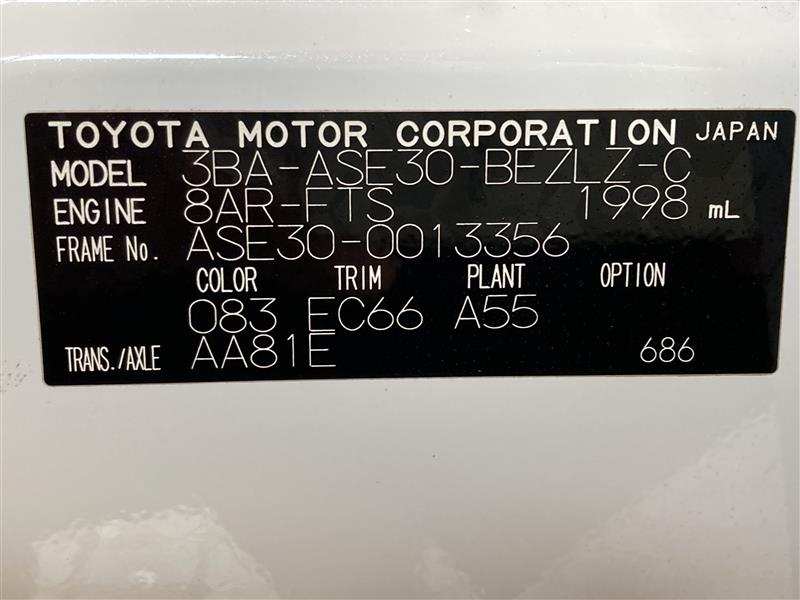 TOYOTA MOTOR CORPORATION JAPAN
MODEL 3BA-ASE30-BEZLZ-C
ENGINE 8AR-FTS 1998 mL
FRAME No. ASE30-0013356
COLOR TRIM PLANT OPTION
083 EC66 A55
TRANS./AXLE AA81E 686